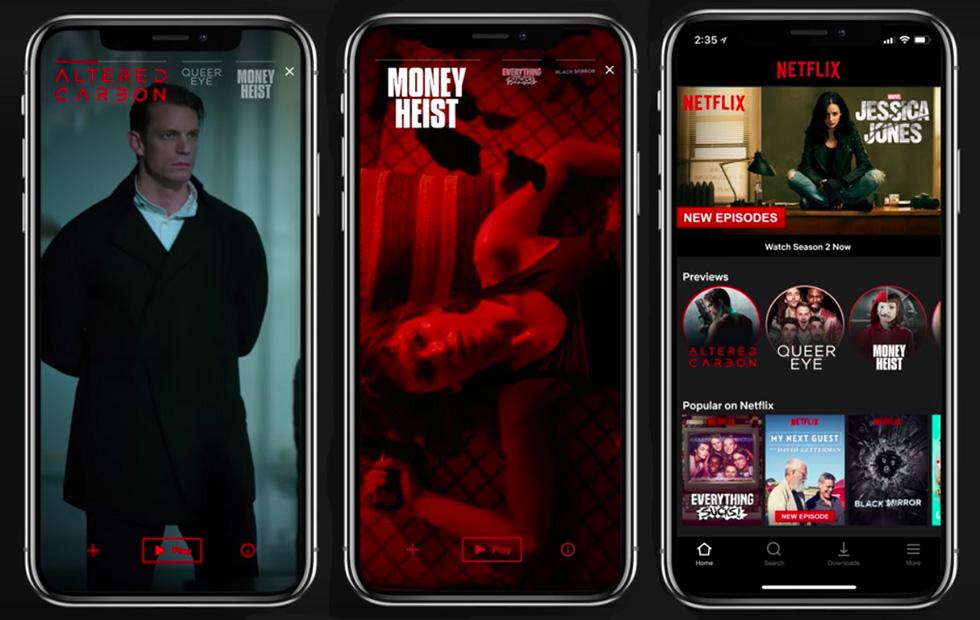 ALTERED
CARBON
QUEER
EYE
MONEY
HEIST
Play
MONEY
HEIST
EVERYTHING
SUCKS!
BLACK MIRROR
Play
2:35
NETFLIX
NETFLIX
MARVEL
JESSICA
JONES
NEW EPISODES
Watch Season 2 Now
Previews
ALTERED
CARBON
QUEER
EYE
MONEY
HEIST
Popular on Netflix
NETFLIX
EVERYTHING
SUCKS!
NETFLIX
MY NEXT GUEST
DAVID LETTERMAN
NEW EPISODE
NETFLIX
BLACK MIRROR
Home
Search
Downloads
More